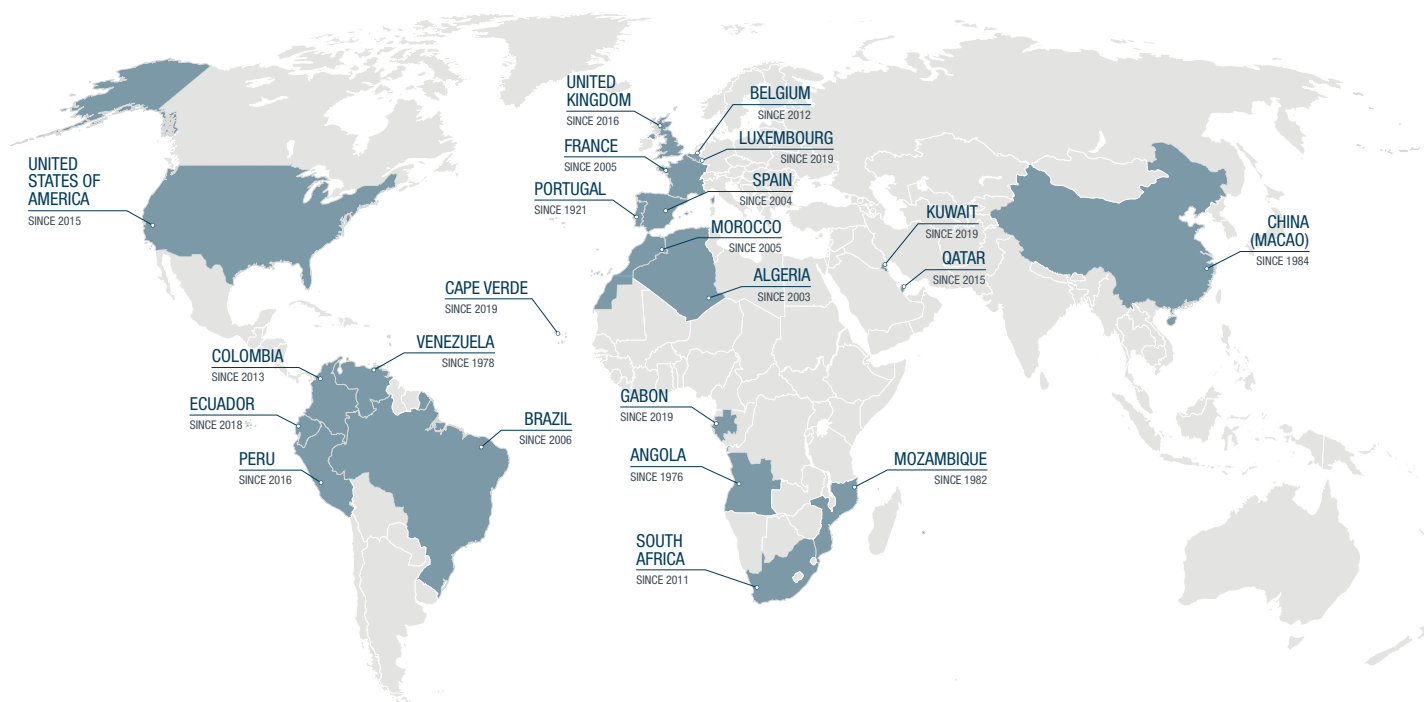 UNITED
STATES OF
AMERICA
SINCE 2015
UNITED
KINGDOM
SINCE 2016
FRANCE
SINCE 2005
PORTUGAL
SINCE 1921
BELGIUM
SINCE 2012
LUXEMBOURG
SINCE 2019
SPAIN
SINCE 2004
MOROCCO
SINCE 2005
ALGERIA
SINCE 2003
KUWAIT
SINCE 2019
QATAR
SINCE 2015
CHINA
(MACAO)
SINCE 1984
CAPE VERDE
SINCE 2019
VENEZUELA
SINCE 1978
COLOMBIA
SINCE 2013
ECUADOR
SINCE 2018
PERU
SINCE 2016
BRAZIL
SINCE 2006
GABON
SINCE 2019
ANGOLA
SINCE 1976
MOZAMBIQUE
SINCE 1982
SOUTH
AFRICA
SINCE 2011